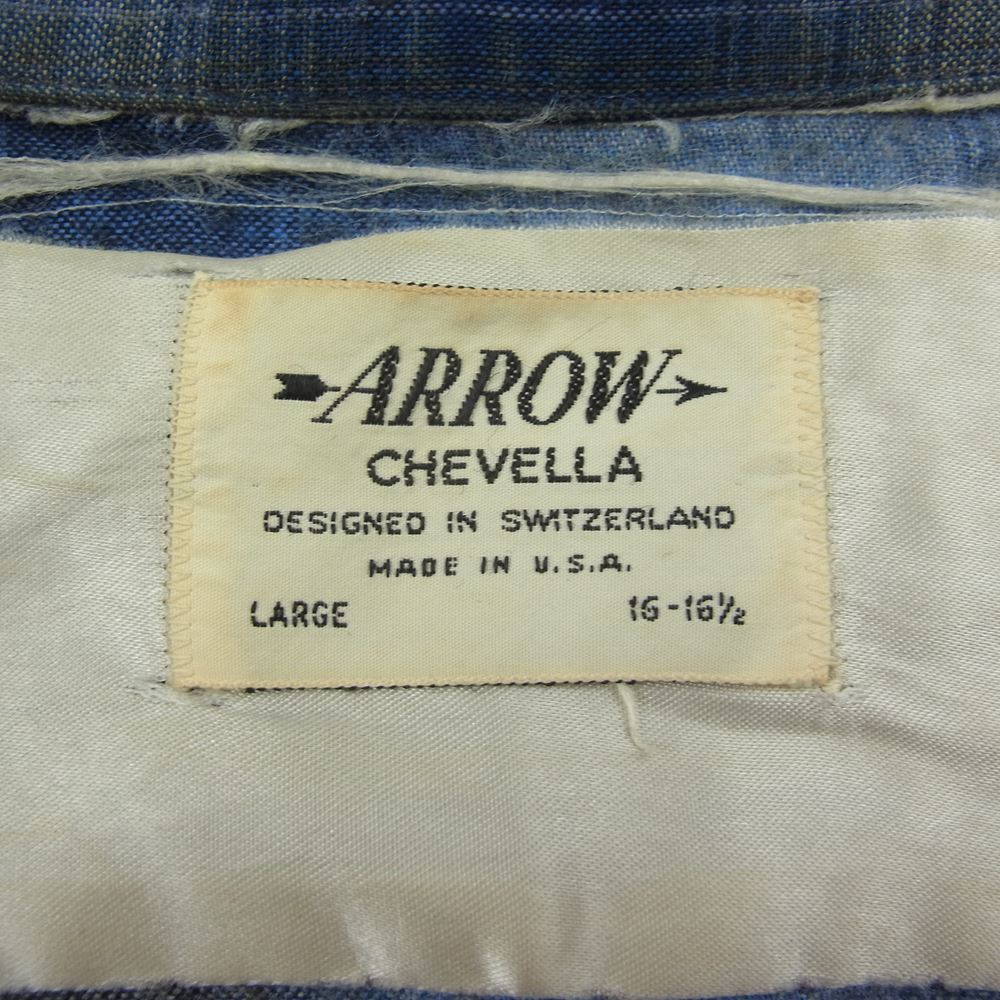 ARROW
CHEVELLA
DESIGNED IN SWITZERLAND
MADE IN U.S.A.
LARGE 16-16½